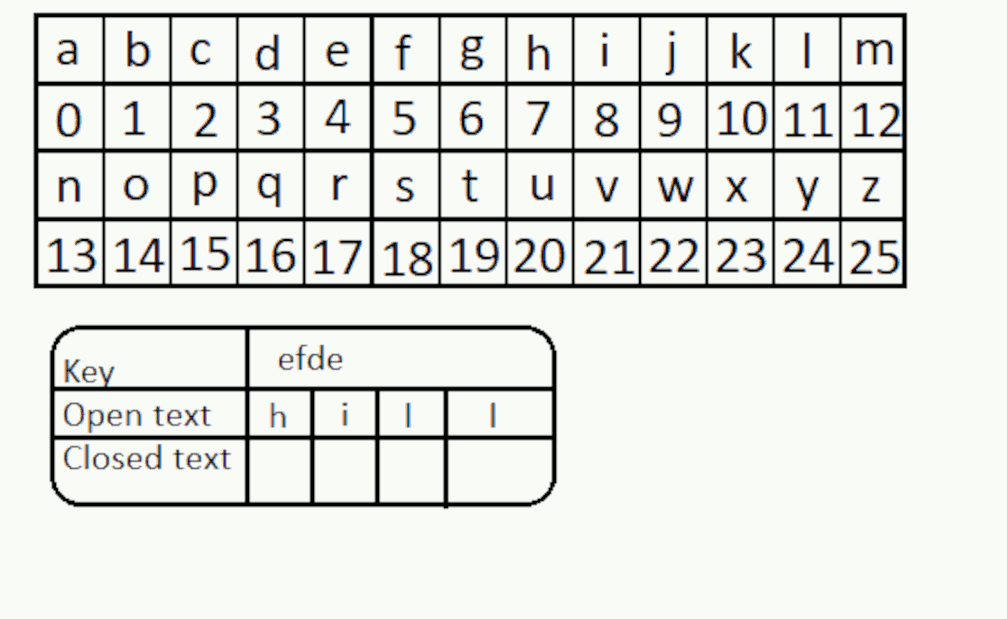 a b c d e f g h i j k l m
0 1 2 3 4 5 6 7 8 9 10 11 12
n o p q r s t u v w x y z
13 14 15 16 17 18 19 20 21 22 23 24 25
Key efde
Open text h i l l
Closed text